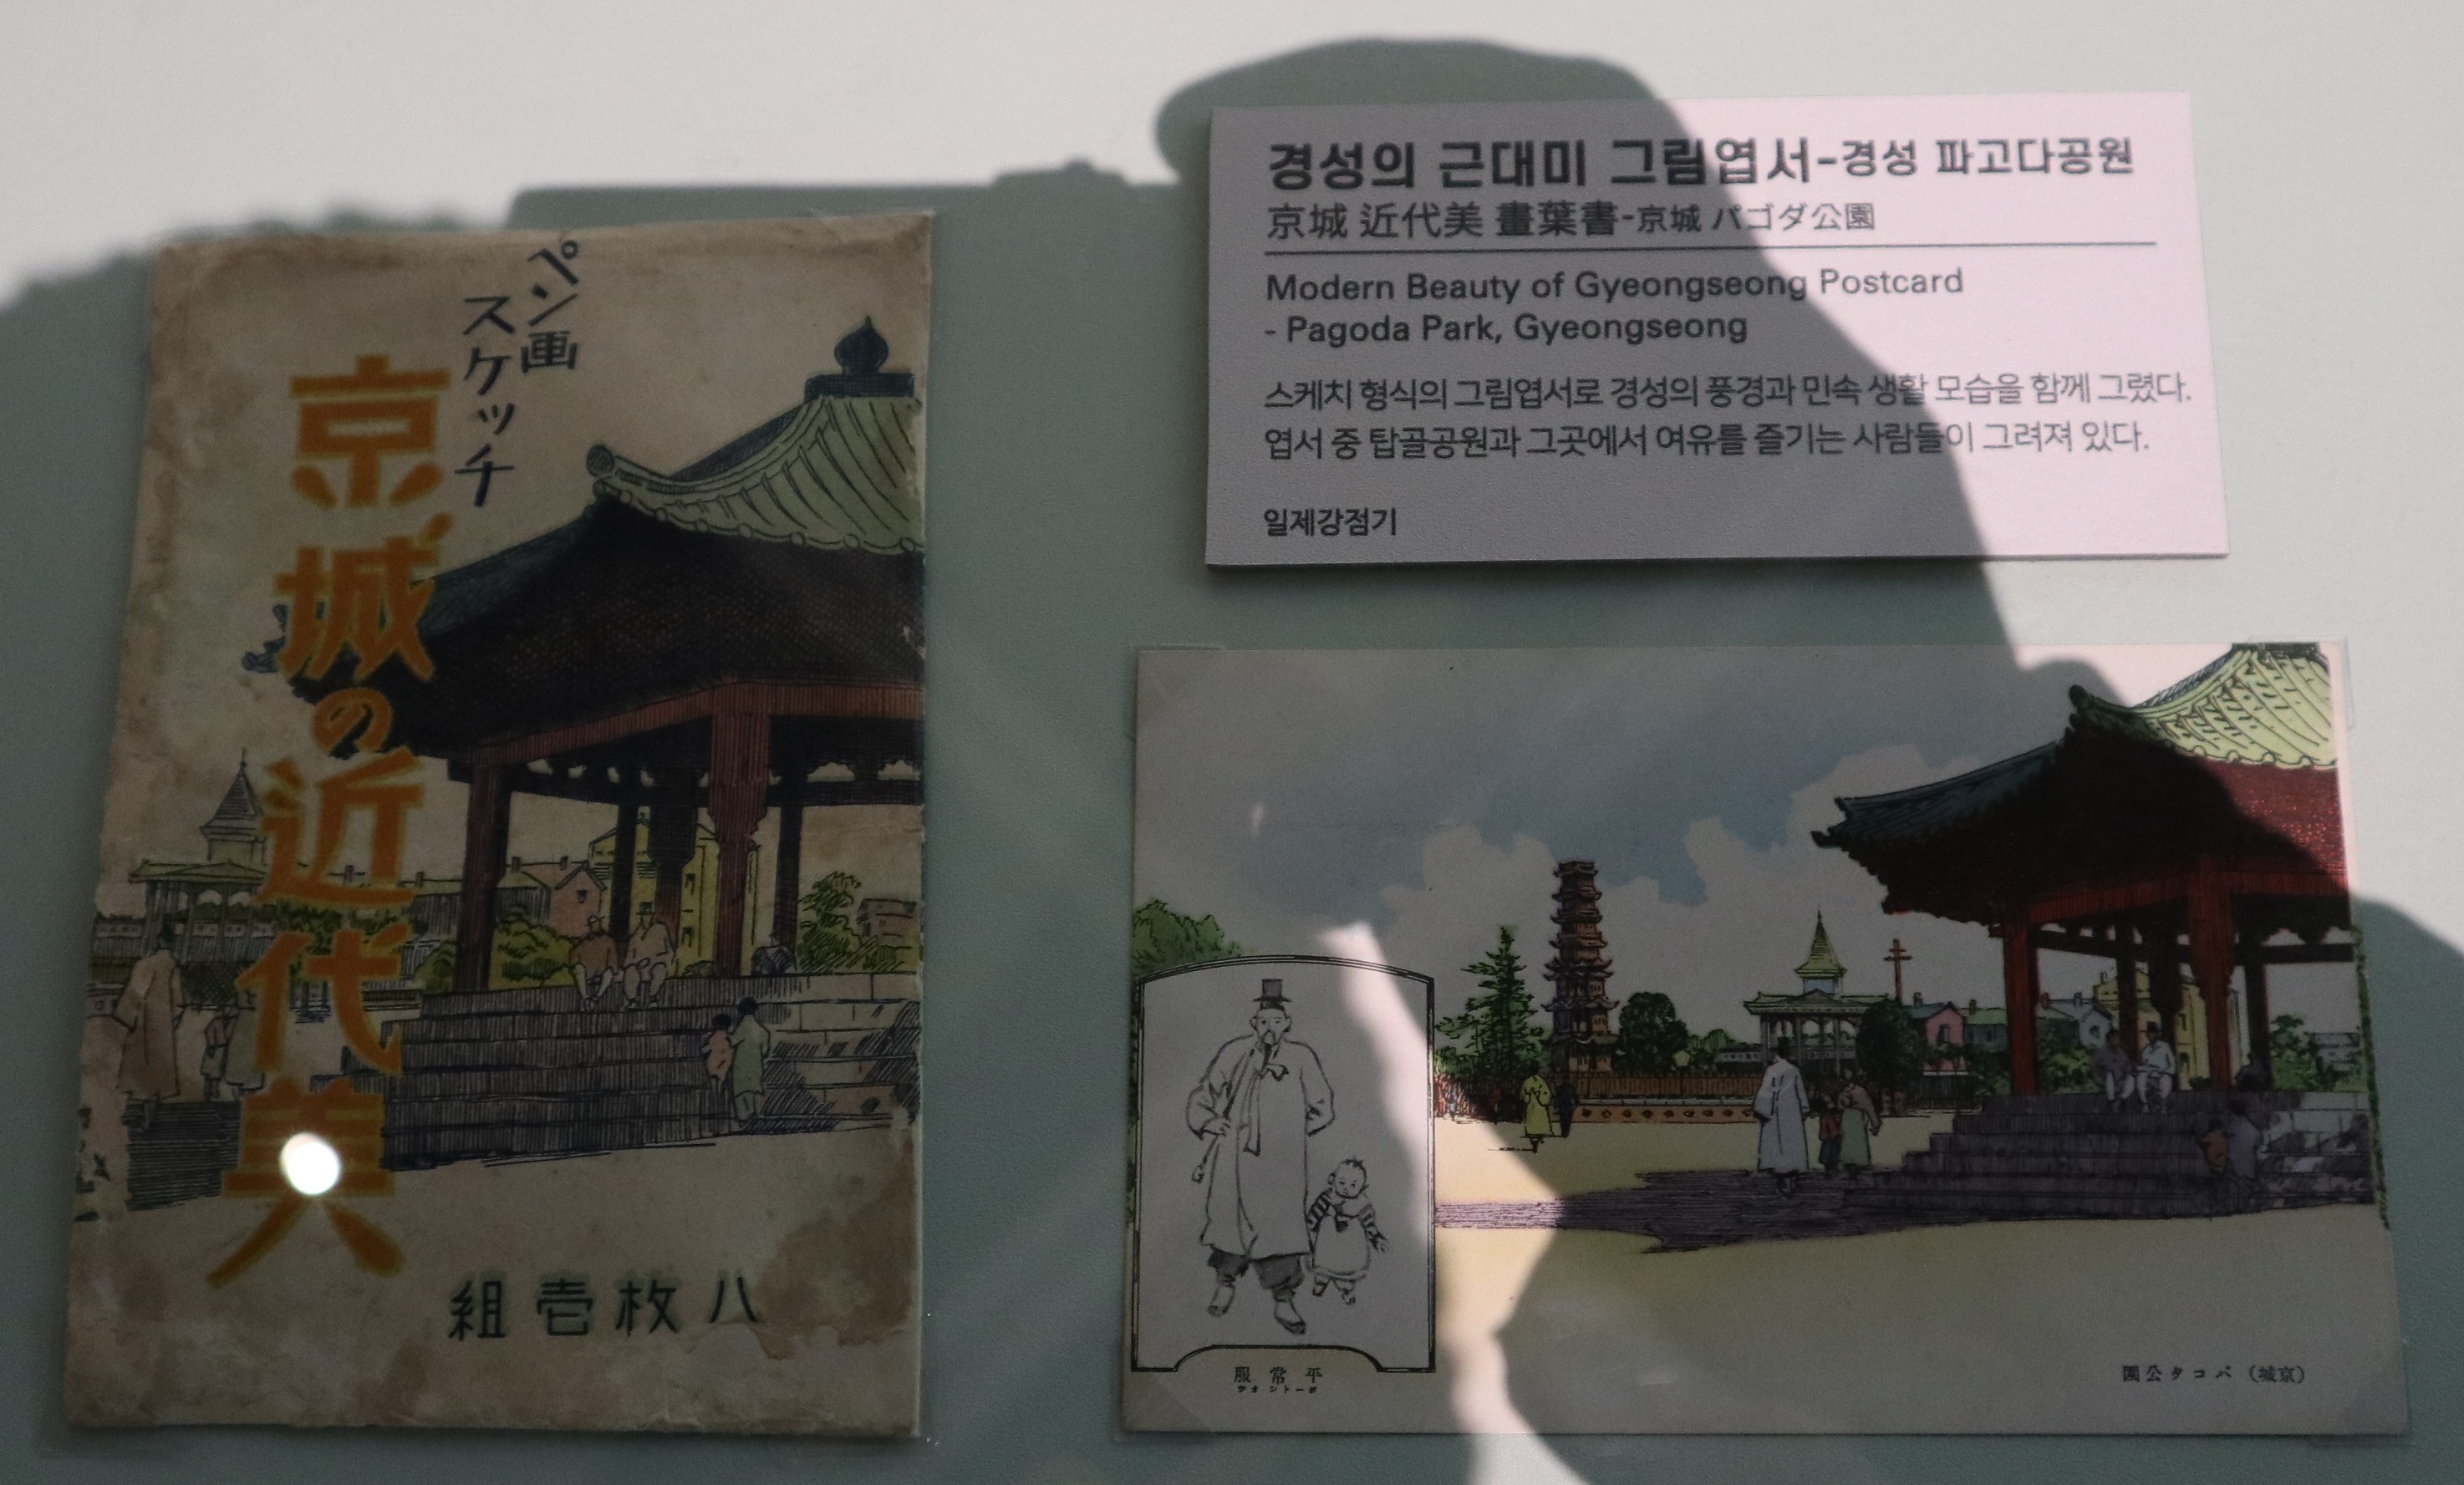 ペン画
スケッチ
京城の近代美
組壱枚八
경성의 근대미 그림엽서-경성 파고다공원
京城 近代美 畫葉書-京城 パゴダ公園
Modern Beauty of Gyeongseong Postcard
- Pagoda Park, Gyeongseong
스케치 형식의 그림엽서로 경성의 풍경과 민속 생활 모습을 함께 그렸다.
엽서 중 탑골공원과 그곳에서 여유를 즐기는 사람들이 그려져 있다.
일제강점기
服常平
園公タコパ（城京）